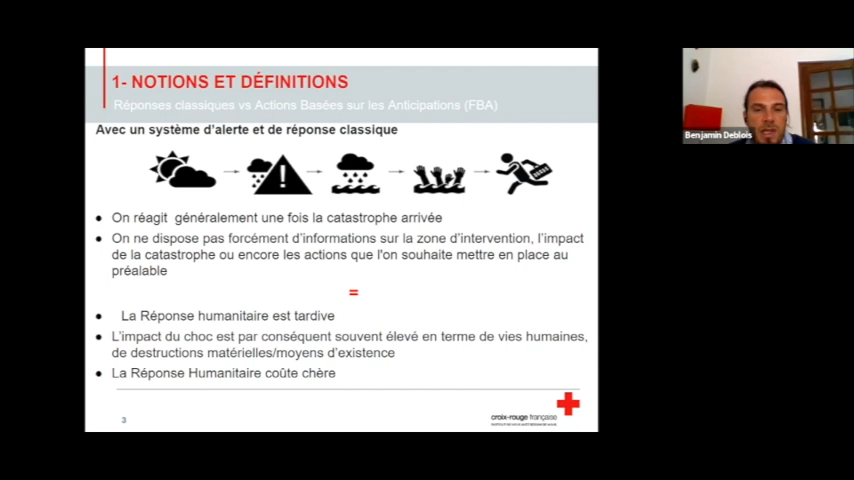 1- NOTIONS ET DÉFINITIONS
Réponses classiques vs Actions Basées sur les Anticipations (FBA)
Avec un système d'alerte et de réponse classique
● On réagit généralement une fois la catastrophe arrivée
● On ne dispose pas forcément d'informations sur la zone d'intervention, l'impact
de la catastrophe ou encore les actions que l'on souhaite mettre en place au
préalable
=
● La Réponse humanitaire est tardive
● L'impact du choc est par conséquent souvent élevé en terme de vies humaines,
de destructions matérielles/moyens d'existence
● La Réponse Humanitaire coûte chère
3
croix-rouge française
Benjamin Deblois